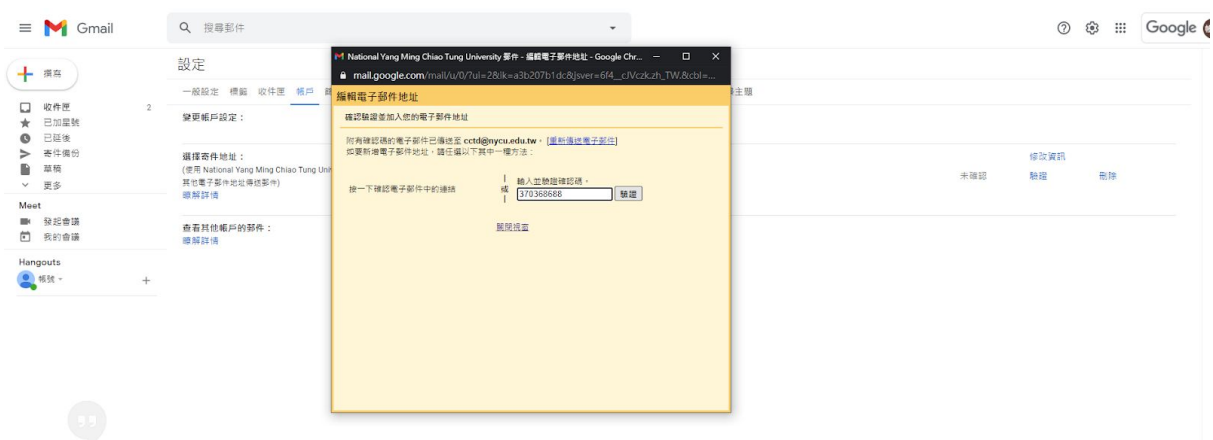 Gmail
搜尋郵件
Google
撰寫
收件匣 2
已加星號
已延後
寄件備份
草稿
更多
Meet
發起會議
我的會議
Hangouts
帳號
設定
一般設定 標籤 收件匣 帳戶
主題
變更帳戶設定：
選擇寄件地址：
(使用 National Yang Ming Chiao Tung Uni
其他電子郵件地址傳送郵件)
瞭解詳情
修改資訊
未確認 驗證 刪除
查看其他帳戶的郵件：
瞭解詳情
National Yang Ming Chiao Tung University 郵件 - 編輯電子郵件地址 - Google Chr...
mail.google.com/mail/u/0/?ui=2&ik=a3b207b1dc&jsver=6f4__cJVczk.zh_TW.&cbl=...
編輯電子郵件地址
確認驗證並加入您的電子郵件地址
附有確認碼的電子郵件已傳送至 cctd@nycu.edu.tw。 [重新傳送電子郵件]
如要新增電子郵件地址，請任選以下其中一種方法：
按一下確認電子郵件中的連結
或
輸入並驗證確認碼。
370368688 驗證
關閉視窗